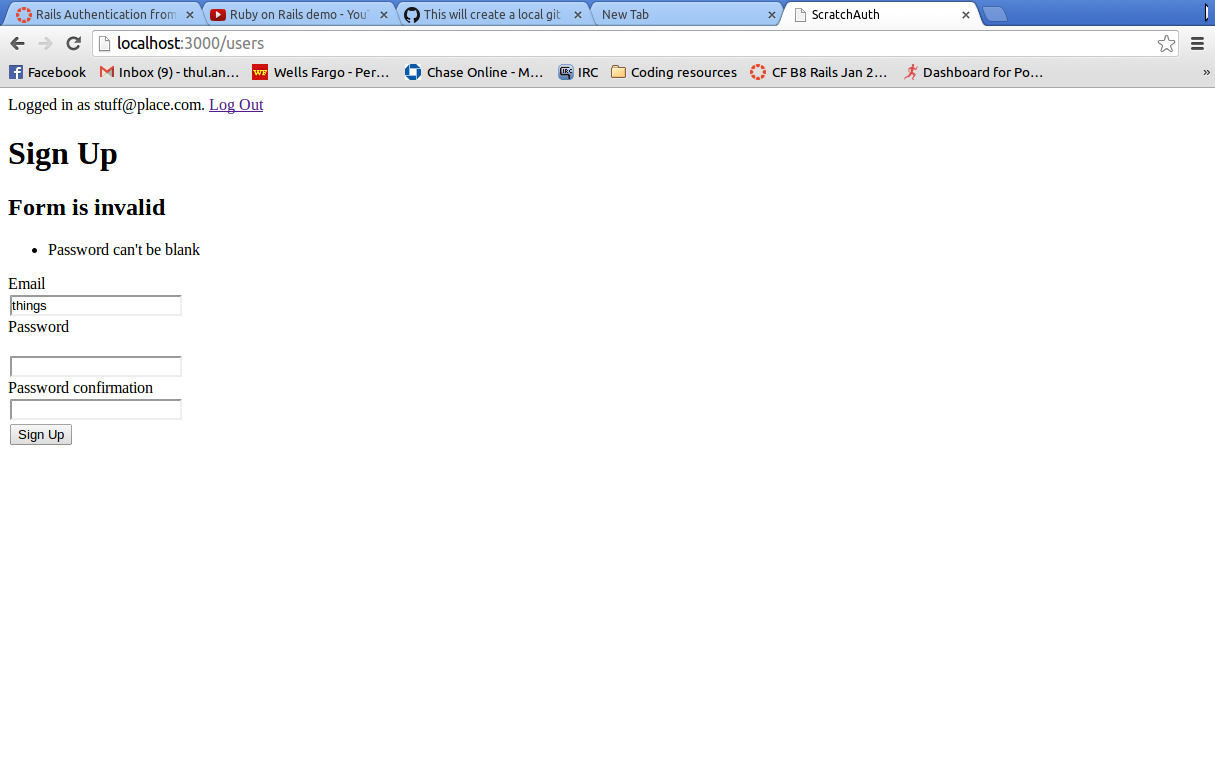 Rails Authentication from
Ruby on Rails demo - You
This will create a local git
New Tab
ScratchAuth
localhost:3000/users
Facebook
Inbox (9) - thul.an...
Wells Fargo - Per...
Chase Online - M...
IRC
Coding resources
CF B8 Rails Jan 2...
Dashboard for Po...
»
Logged in as stuff@place.com. Log Out
Sign Up
Form is invalid
• Password can't be blank
Email
things
Password
Password confirmation
Sign Up